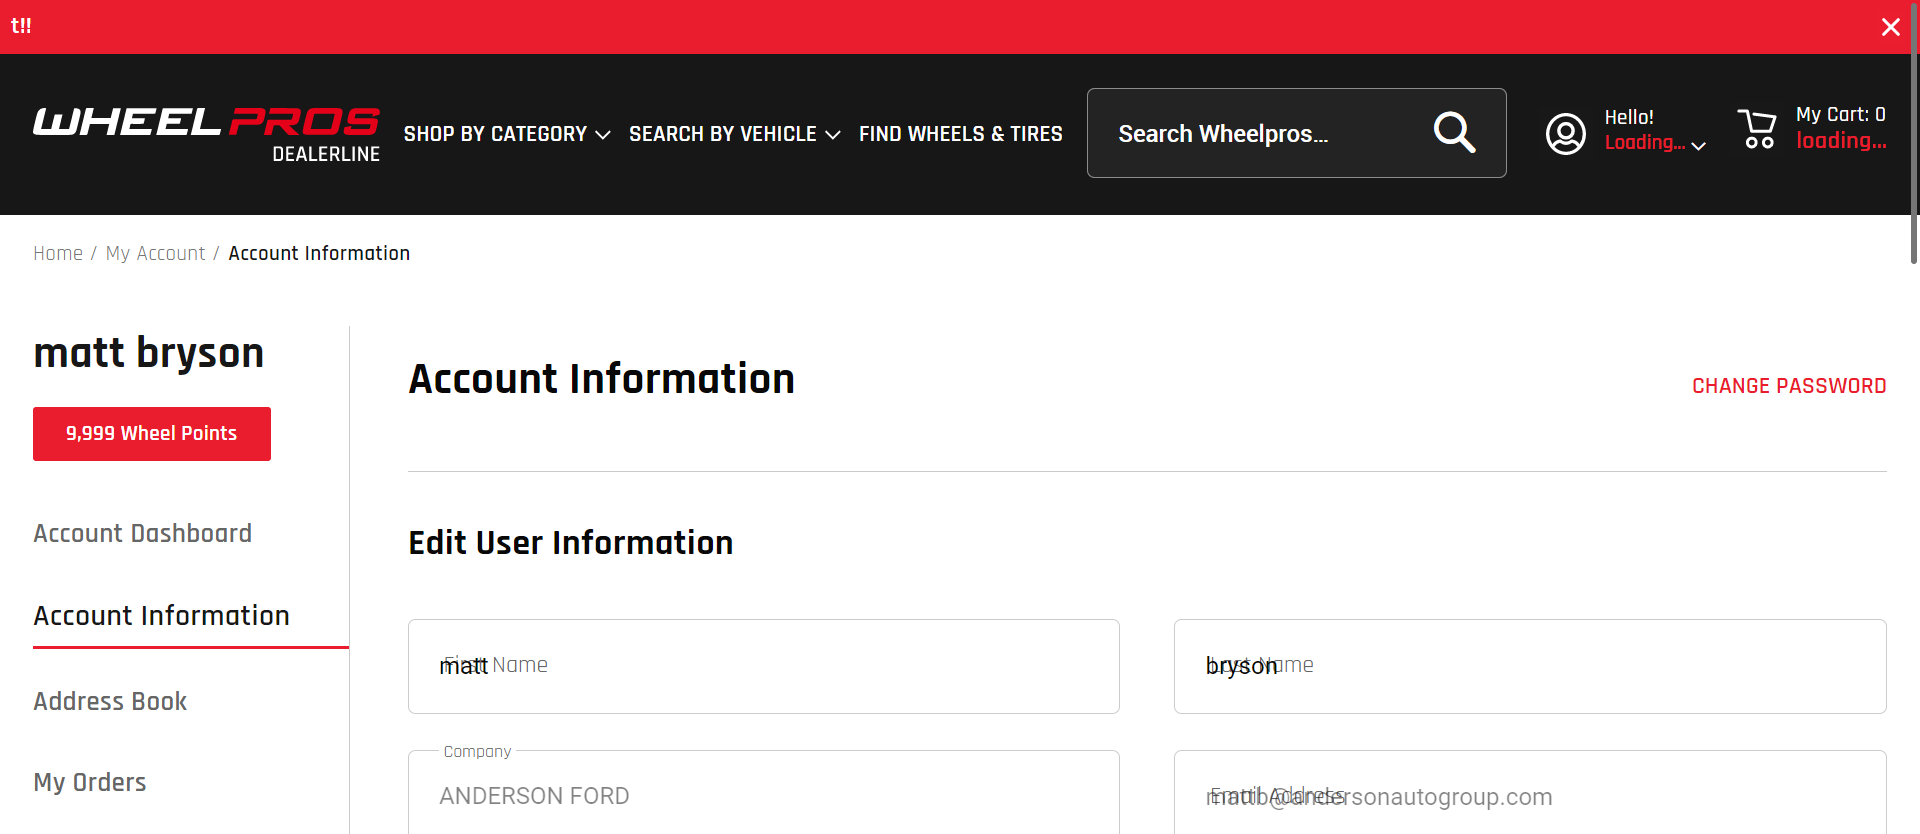 t!!
WHEEL PROS
DEALERLINE
SHOP BY CATEGORY
SEARCH BY VEHICLE
FIND WHEELS & TIRES
Search Wheelpros...
Hello!
Loading...
My Cart: 0
loading...
Home / My Account / Account Information
matt bryson
9,999 Wheel Points
Account Dashboard
Account Information
Address Book
My Orders
Account Information
CHANGE PASSWORD
Edit User Information
First Name
matt
Last Name
bryson
Company
ANDERSON FORD
Email Address
mattb@andersonautogroup.com